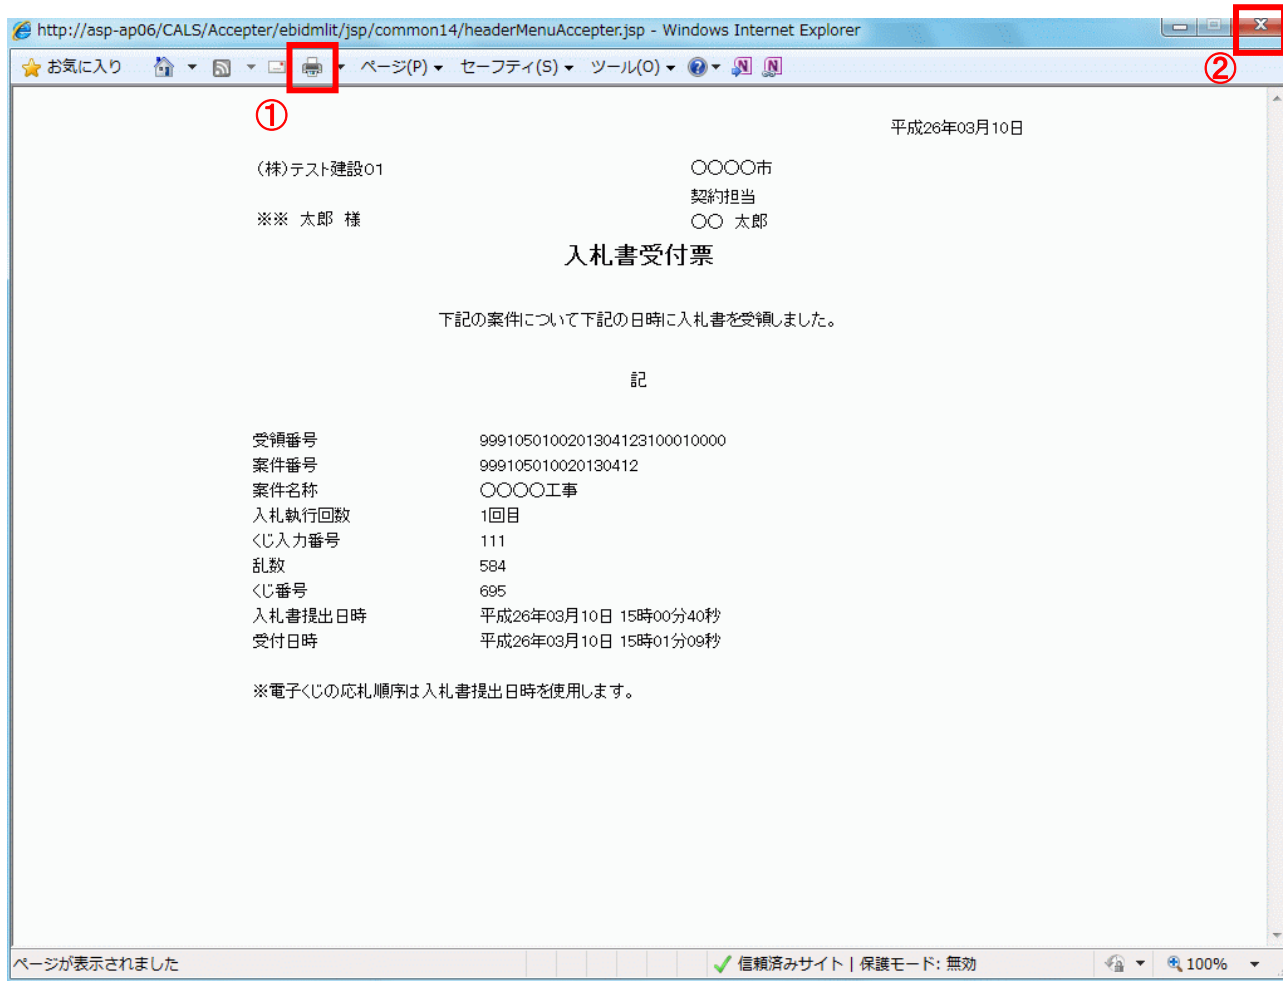 http://asp-ap06/CALS/Accepter/ebidmlit/jsp/common14/headerMenuAccepter.jsp - Windows Internet Explorer
お気に入り ページ(P) セーフティ(S) ツール(O)
① ②
平成26年03月10日
(株)テスト建設01 〇〇〇〇市
契約担当
※※ 太郎 様 〇〇 太郎
入札書受付票
下記の案件について下記の日時に入札書を受領しました。
記
受領番号 9991050100201304123100010000
案件番号 999105010020130412
案件名称 〇〇〇〇工事
入札執行回数 1回目
くじ入力番号 111
乱数 584
くじ番号 695
入札書提出日時 平成26年03月10日 15時00分40秒
受付日時 平成26年03月10日 15時01分09秒
※電子くじの応札順序は入札書提出日時を使用します。
ページが表示されました 信頼済みサイト | 保護モード: 無効 100%